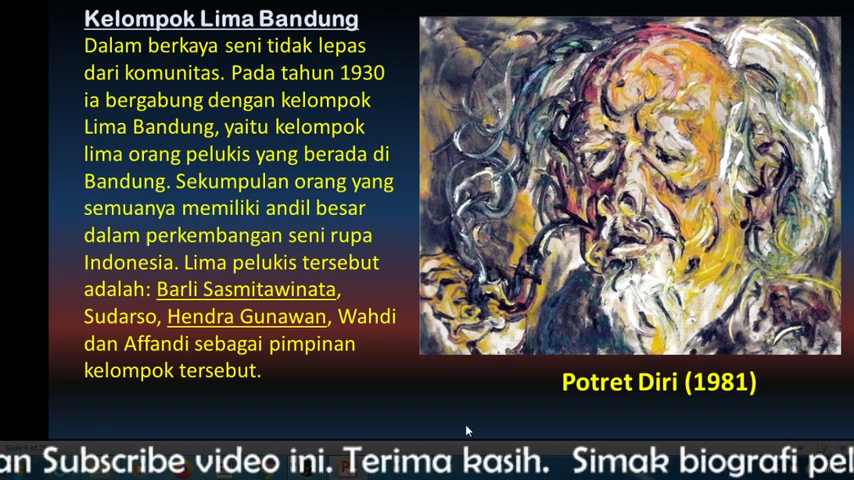 Kelompok Lima Bandung
Dalam berkaya seni tidak lepas
dari komunitas. Pada tahun 1930
ia bergabung dengan kelompok
Lima Bandung, yaitu kelompok
lima orang pelukis yang berada di
Bandung. Sekumpulan orang yang
semuanya memiliki andil besar
dalam perkembangan seni rupa
Indonesia. Lima pelukis tersebut
adalah: Barli Sasmitawinata,
Sudarso, Hendra Gunawan, Wahdi
dan Affandi sebagai pimpinan
kelompok tersebut.
Potret Diri (1981)
an Subscribe video ini. Terima kasih. Simak biografi pel